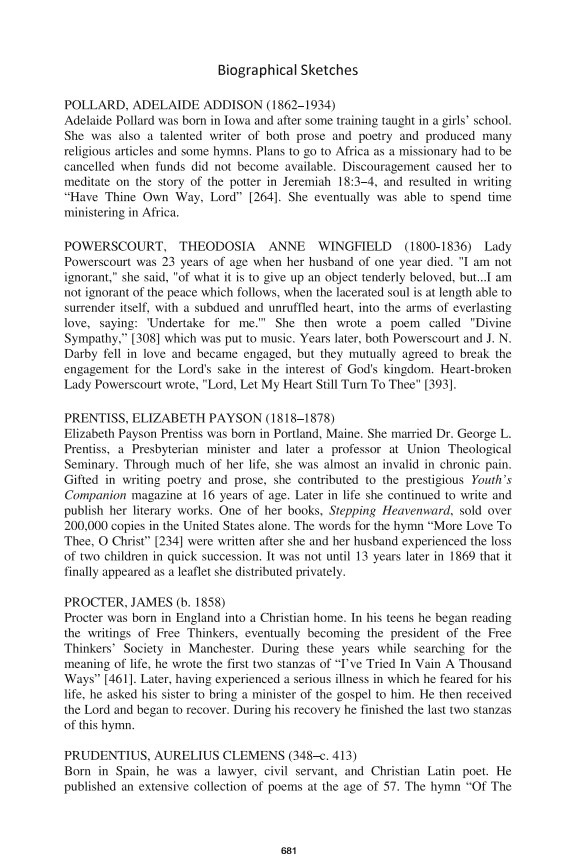 Biographical Sketches
POLLARD, ADELAIDE ADDISON (1862–1934)
Adelaide Pollard was born in Iowa and after some training taught in a girls’ school.
She was also a talented writer of both prose and poetry and produced many
religious articles and some hymns. Plans to go to Africa as a missionary had to be
cancelled when funds did not become available. Discouragement caused her to
meditate on the story of the potter in Jeremiah 18:3–4, and resulted in writing
“Have Thine Own Way, Lord” [264]. She eventually was able to spend time
ministering in Africa.
POWERSCOURT, THEODOSIA ANNE WINGFIELD (1800-1836) Lady
Powerscourt was 23 years of age when her husband of one year died. "I am not
ignorant," she said, "of what it is to give up an object tenderly beloved, but...I am
not ignorant of the peace which follows, when the lacerated soul is at length able to
surrender itself, with a subdued and unruffled heart, into the arms of everlasting
love, saying: 'Undertake for me.'" She then wrote a poem called "Divine
Sympathy,” [308] which was put to music. Years later, both Powerscourt and J. N.
Darby fell in love and became engaged, but they mutually agreed to break the
engagement for the Lord's sake in the interest of God's kingdom. Heart-broken
Lady Powerscourt wrote, "Lord, Let My Heart Still Turn To Thee" [393].
PRENTISS, ELIZABETH PAYSON (1818–1878)
Elizabeth Payson Prentiss was born in Portland, Maine. She married Dr. George L.
Prentiss, a Presbyterian minister and later a professor at Union Theological
Seminary. Through much of her life, she was almost an invalid in chronic pain.
Gifted in writing poetry and prose, she contributed to the prestigious Youth’s
Companion magazine at 16 years of age. Later in life she continued to write and
publish her literary works. One of her books, Stepping Heavenward, sold over
200,000 copies in the United States alone. The words for the hymn “More Love To
Thee, O Christ” [234] were written after she and her husband experienced the loss
of two children in quick succession. It was not until 13 years later in 1869 that it
finally appeared as a leaflet she distributed privately.
PROCTER, JAMES (b. 1858)
Procter was born in England into a Christian home. In his teens he began reading
the writings of Free Thinkers, eventually becoming the president of the Free
Thinkers’ Society in Manchester. During these years while searching for the
meaning of life, he wrote the first two stanzas of “I’ve Tried In Vain A Thousand
Ways” [461]. Later, having experienced a serious illness in which he feared for his
life, he asked his sister to bring a minister of the gospel to him. He then received
the Lord and began to recover. During his recovery he finished the last two stanzas
of this hymn.
PRUDENTIUS, AURELIUS CLEMENS (348–c. 413)
Born in Spain, he was a lawyer, civil servant, and Christian Latin poet. He
published an extensive collection of poems at the age of 57. The hymn “Of The
681